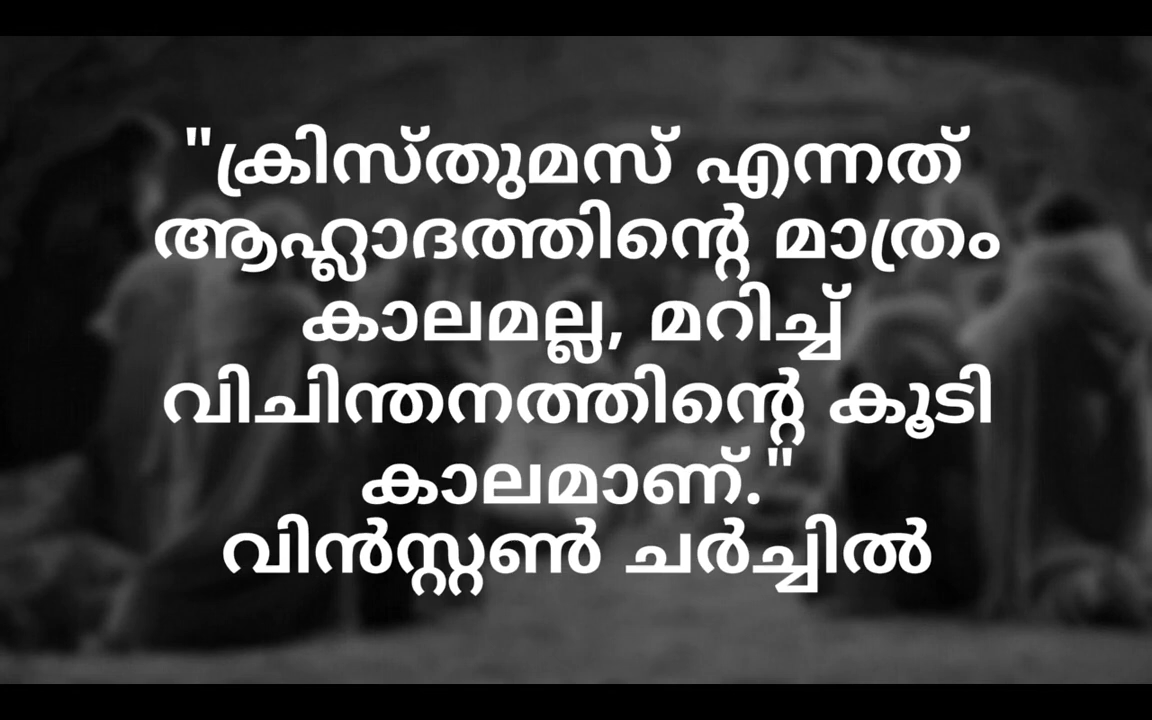 "ക്രിസ്തുമസ് എന്നത്
ആഹ്ലാദത്തിന്റെ മാത്രം
കാലമല്ല, മറിച്ച്
വിചിന്തനത്തിന്റെ കൂടി
കാലമാണ്."
വിൻസ്റ്റൺ ചർച്ചിൽ